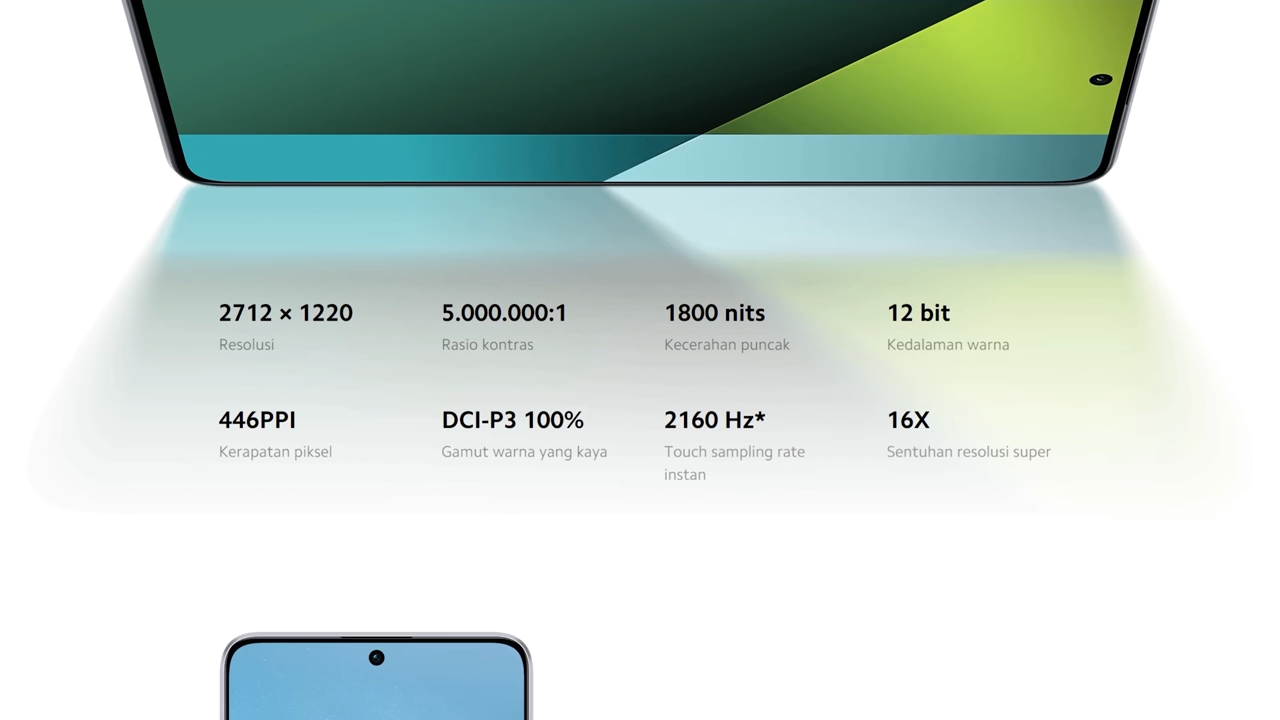 2712 × 1220
Resolusi
5.000.000:1
Rasio kontras
1800 nits
Kecerahan puncak
12 bit
Kedalaman warna
446PPI
Kerapatan piksel
DCI-P3 100%
Gamut warna yang kaya
2160 Hz*
Touch sampling rate
instan
16X
Sentuhan resolusi super